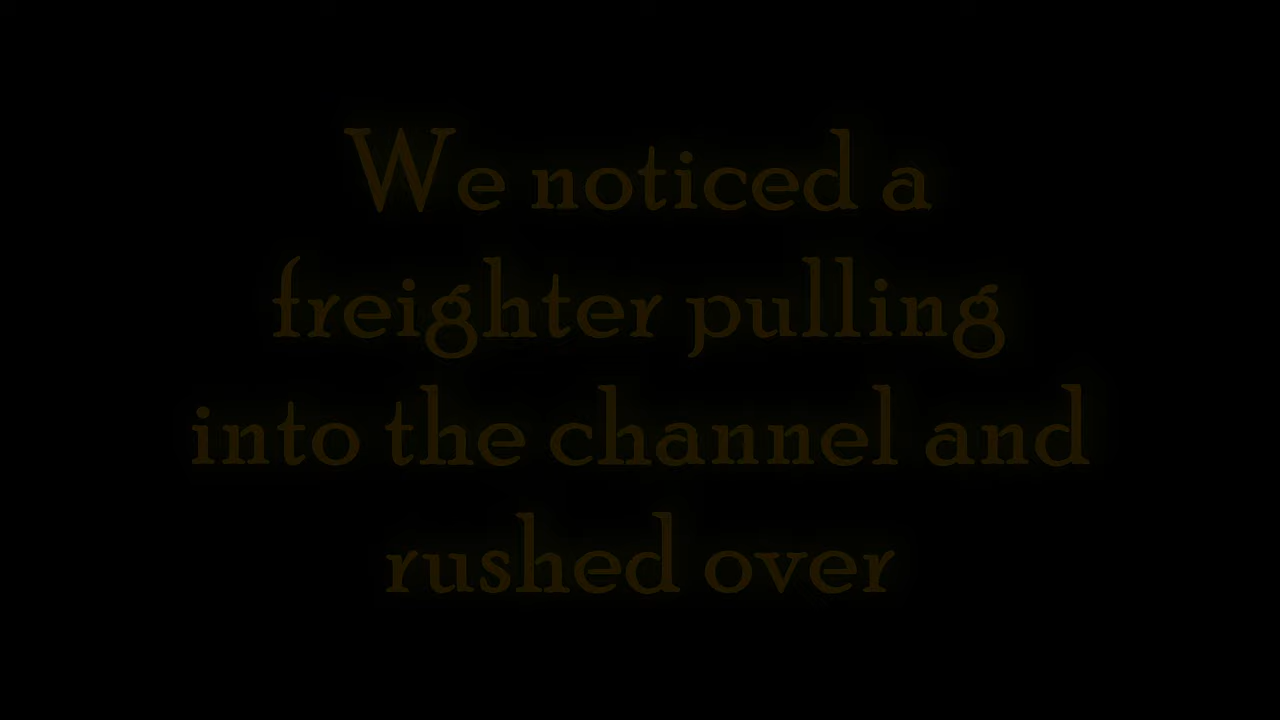 We noticed a
freighter pulling
into the channel and
rushed over